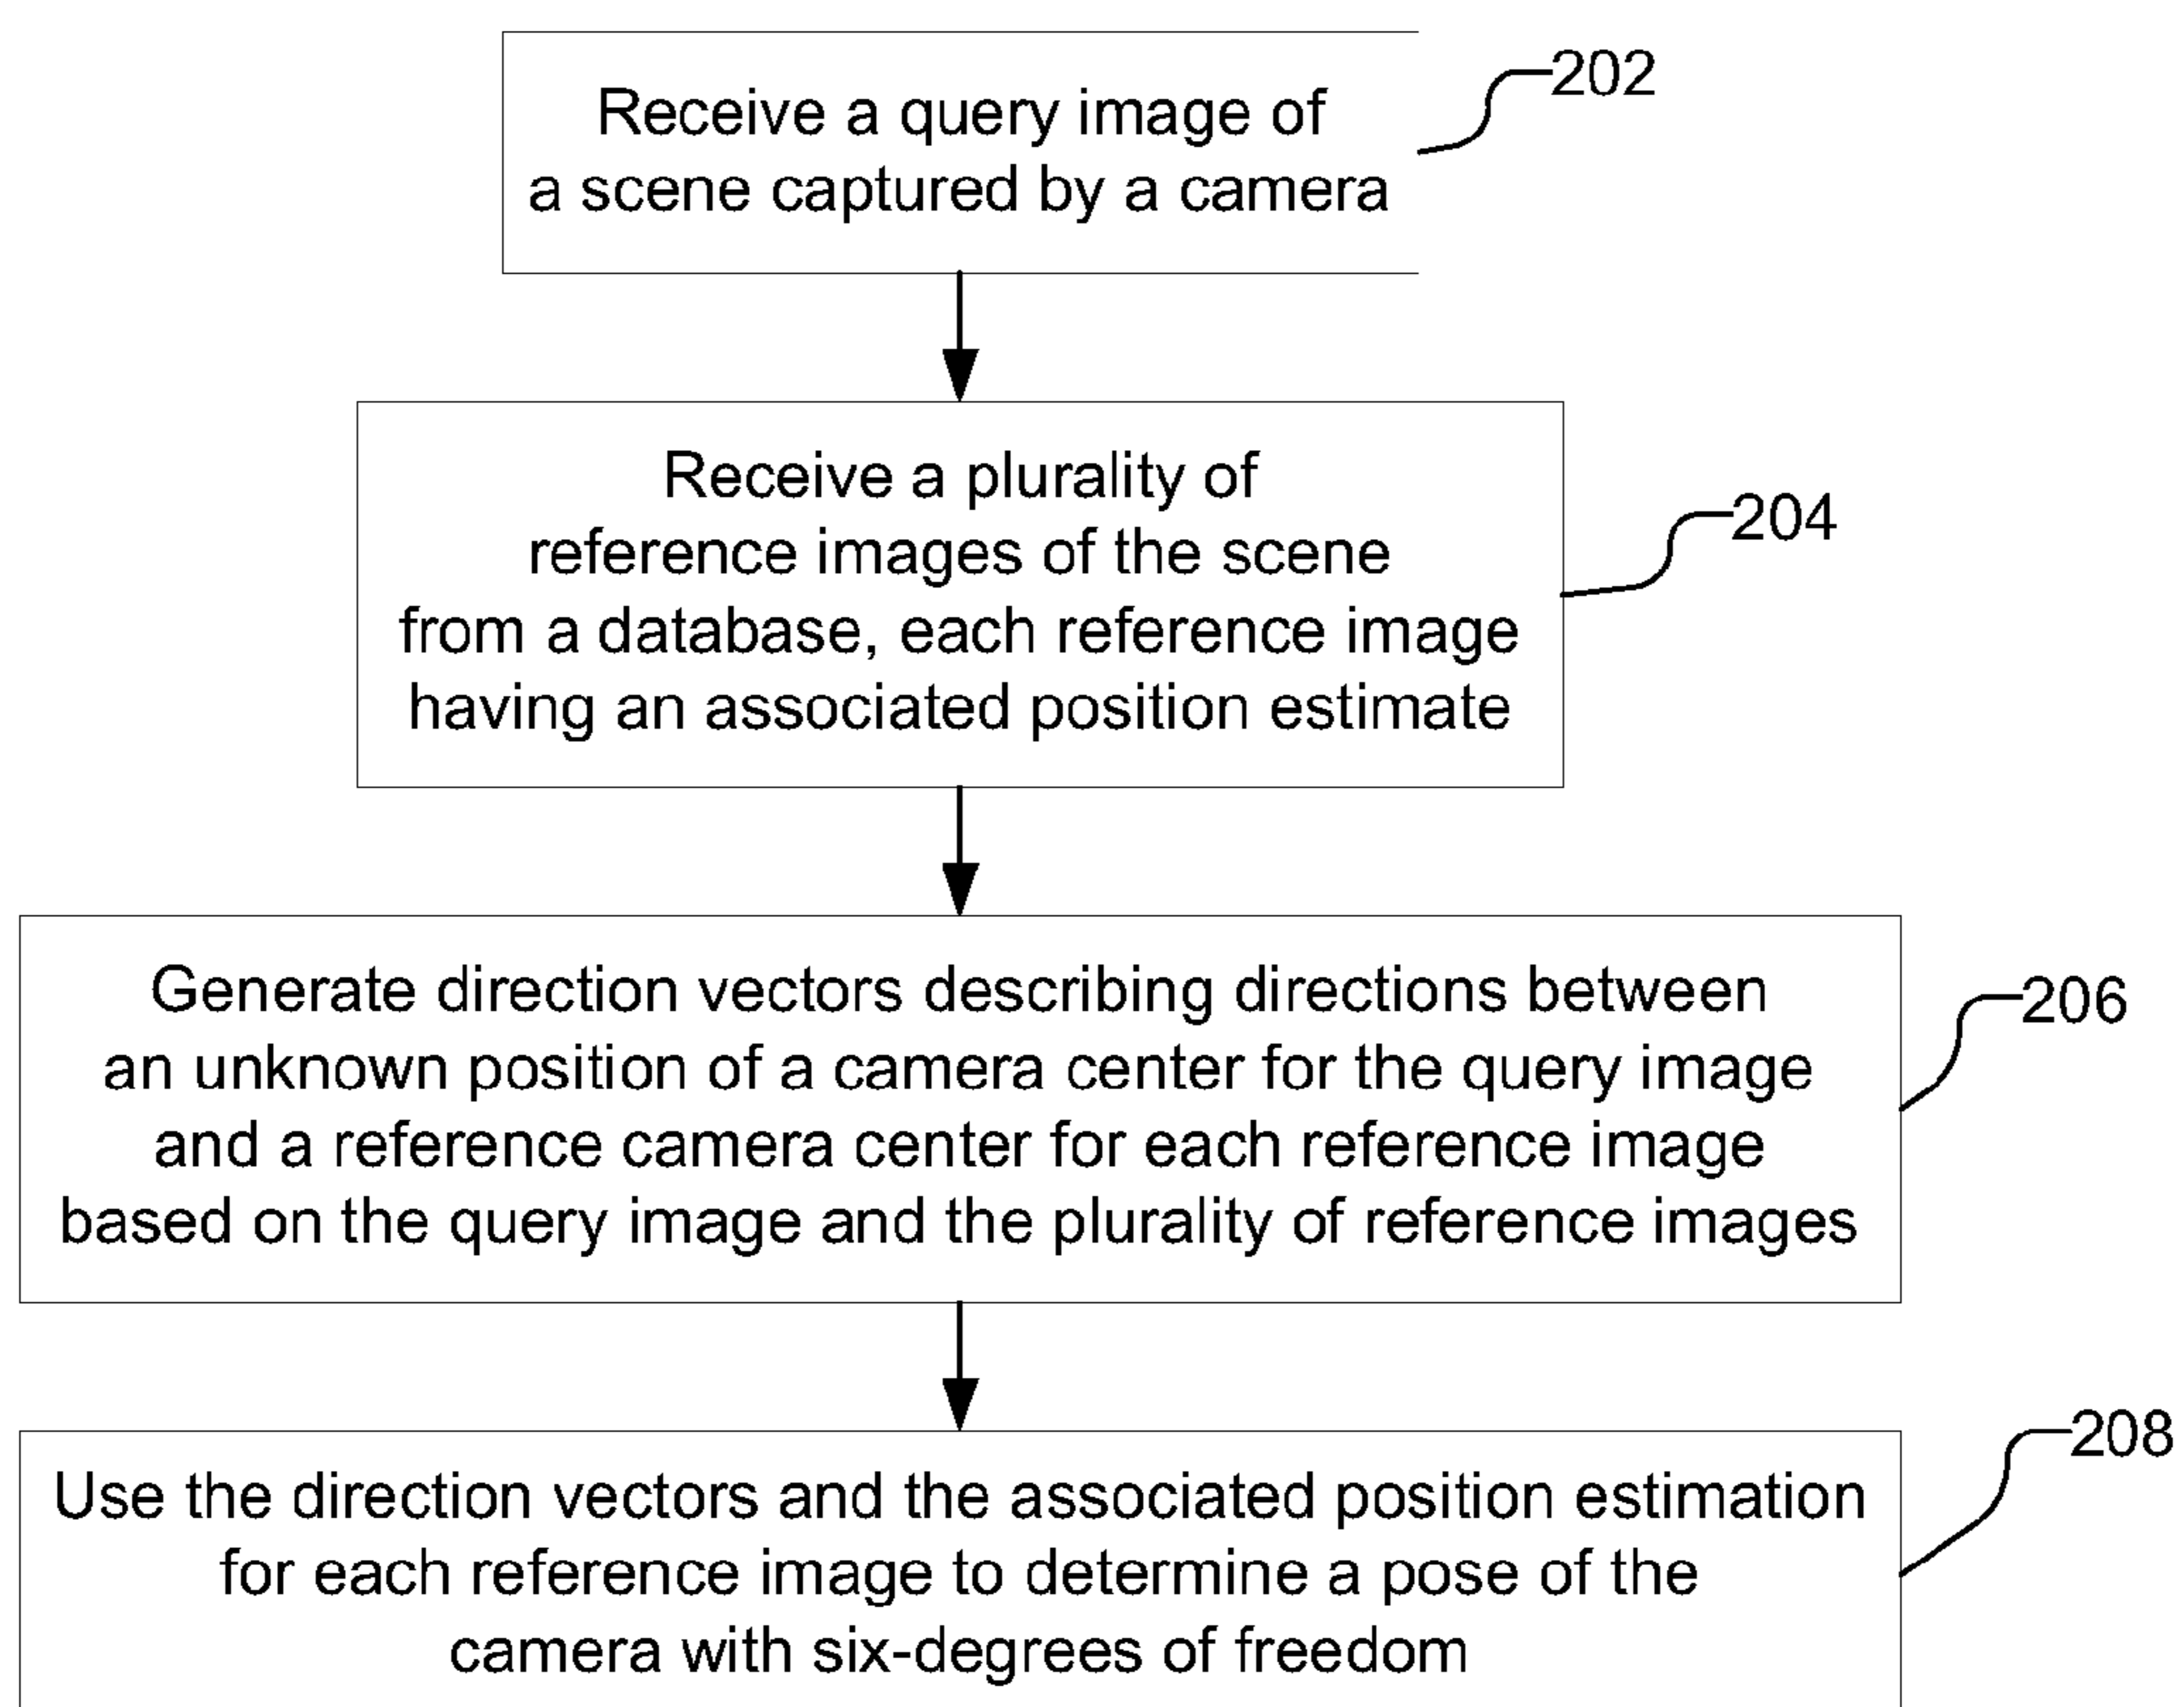 Receive a query image of
a scene captured by a camera
202
Receive a plurality of
reference images of the scene
from a database, each reference image
having an associated position estimate
204
Generate direction vectors describing directions between
an unknown position of a camera center for the query image
and a reference camera center for each reference image
based on the query image and the plurality of reference images
206
Use the direction vectors and the associated position estimation
for each reference image to determine a pose of the
camera with six-degrees of freedom
208